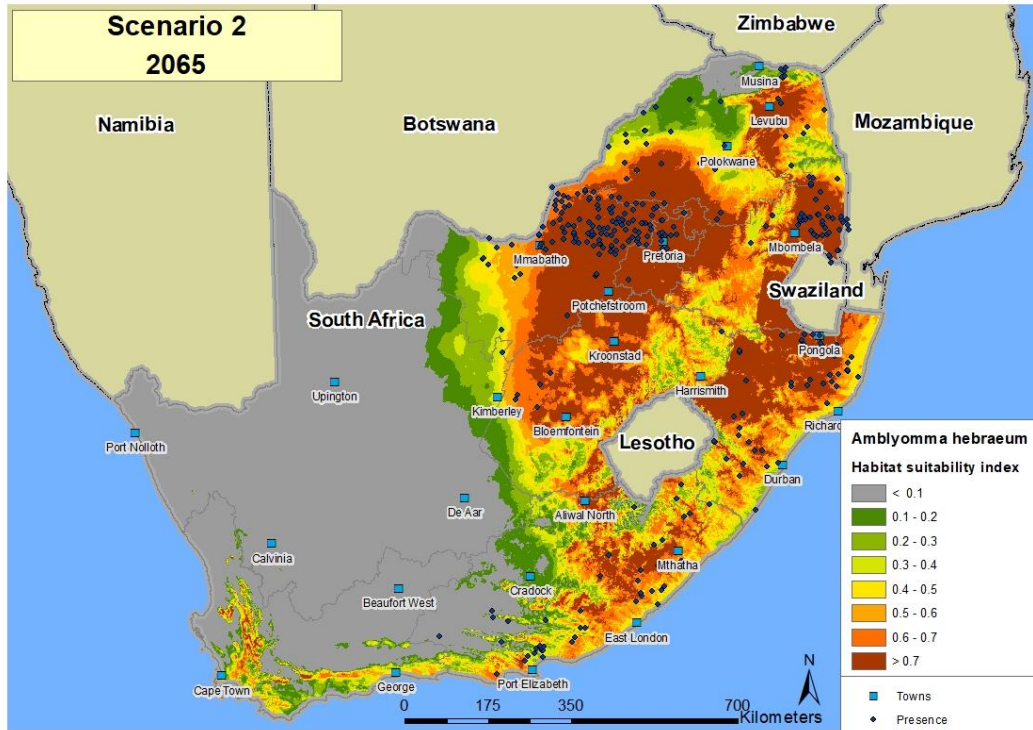 Scenario 2
2065
Zimbabwe
Namibia
Botswana
Mozambique
Musina
Levubu
Polokwane
Mbombela
Mmabatho
Pretoria
Swaziland
Potchefstroom
South Africa
Pongola
Kroonstad
Harrismith
Upington
Kimberley
Bloemfontein
Richard
Port Nolloth
Lesotho
Durban
De Aar
Aliwal North
Calvinia
Mthatha
Beaufort West
Cradock
East London
Cape Town
George
Port Elizabeth
Amblyomma hebraeum
Habitat suitability index
< 0.1
0.1 - 0.2
0.2 - 0.3
0.3 - 0.4
0.4 - 0.5
0.5 - 0.6
0.6 - 0.7
> 0.7
Towns
Presence
N
0 175 350 700
Kilometers